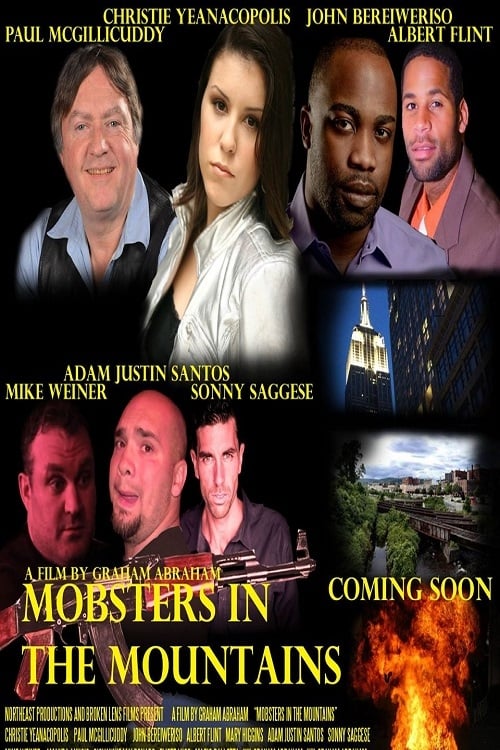 CHRISTIE YEANACOPOLIS JOHN BEREIWERISO
PAUL MCGILLICUDDY ALBERT FLINT
ADAM JUSTIN SANTOS
MIKE WEINER SONNY SAGGESE
A FILM BY GRAHAM ABRAHAM
COMING SOON
MOBSTERS IN
THE MOUNTAINS
NORTHEAST PRODUCTIONS AND BROKEN LENS FILMS PRESENT A FILM BY GRAHAM ABRAHAM "MOBSTERS IN THE MOUNTAINS"
CHRISTIE YEANACOPOLIS PAUL MCGILLICUDDY JOHN BEREIWERISO ALBERT FLINT MARY HIGGINS ADAM JUSTIN SANTOS SONNY SAGGESE